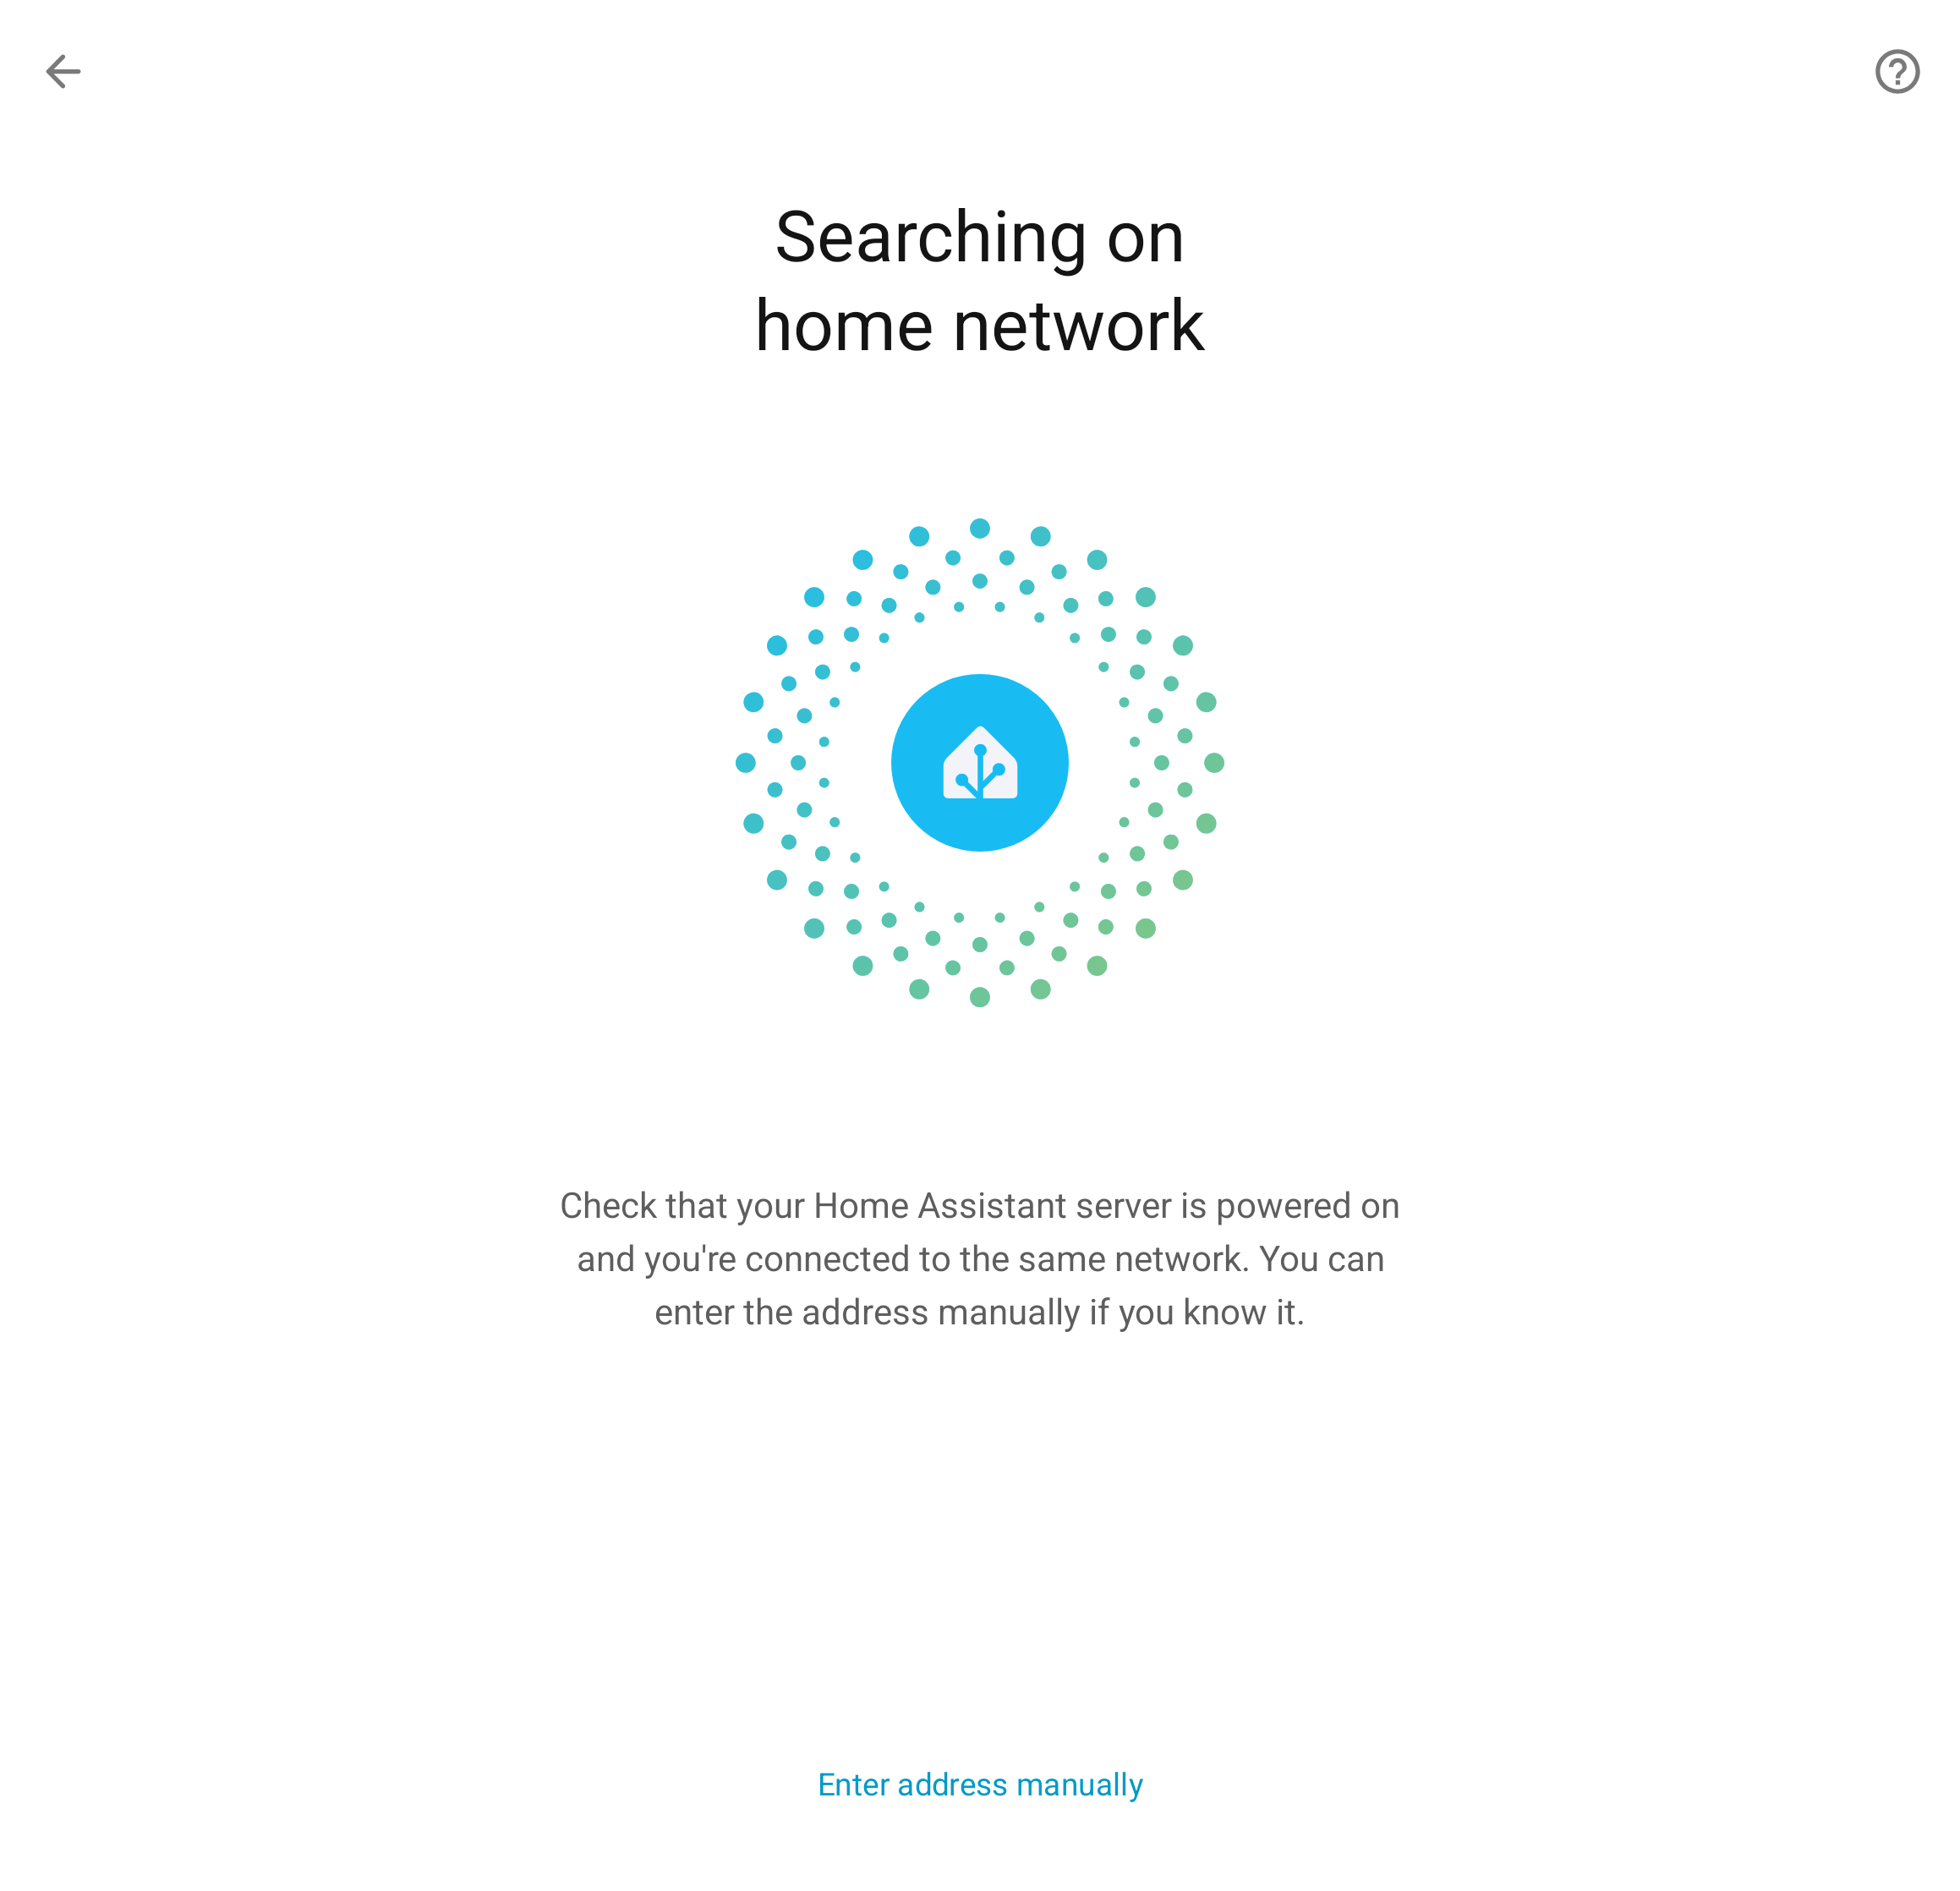 Searching on
home network
Check that your Home Assistant server is powered on
and you're connected to the same network. You can
enter the address manually if you know it.
Enter address manually